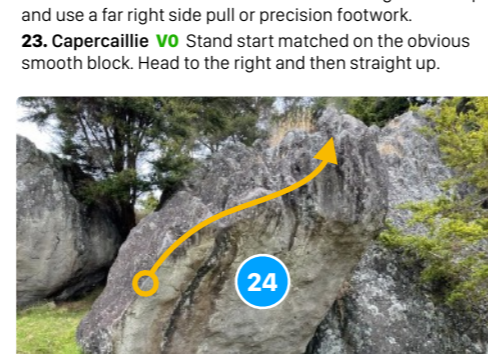 and use a far right side pull or precision footwork.
23. Capercaillie V0 Stand start matched on the obvious
smooth block. Head to the right and then straight up.
24